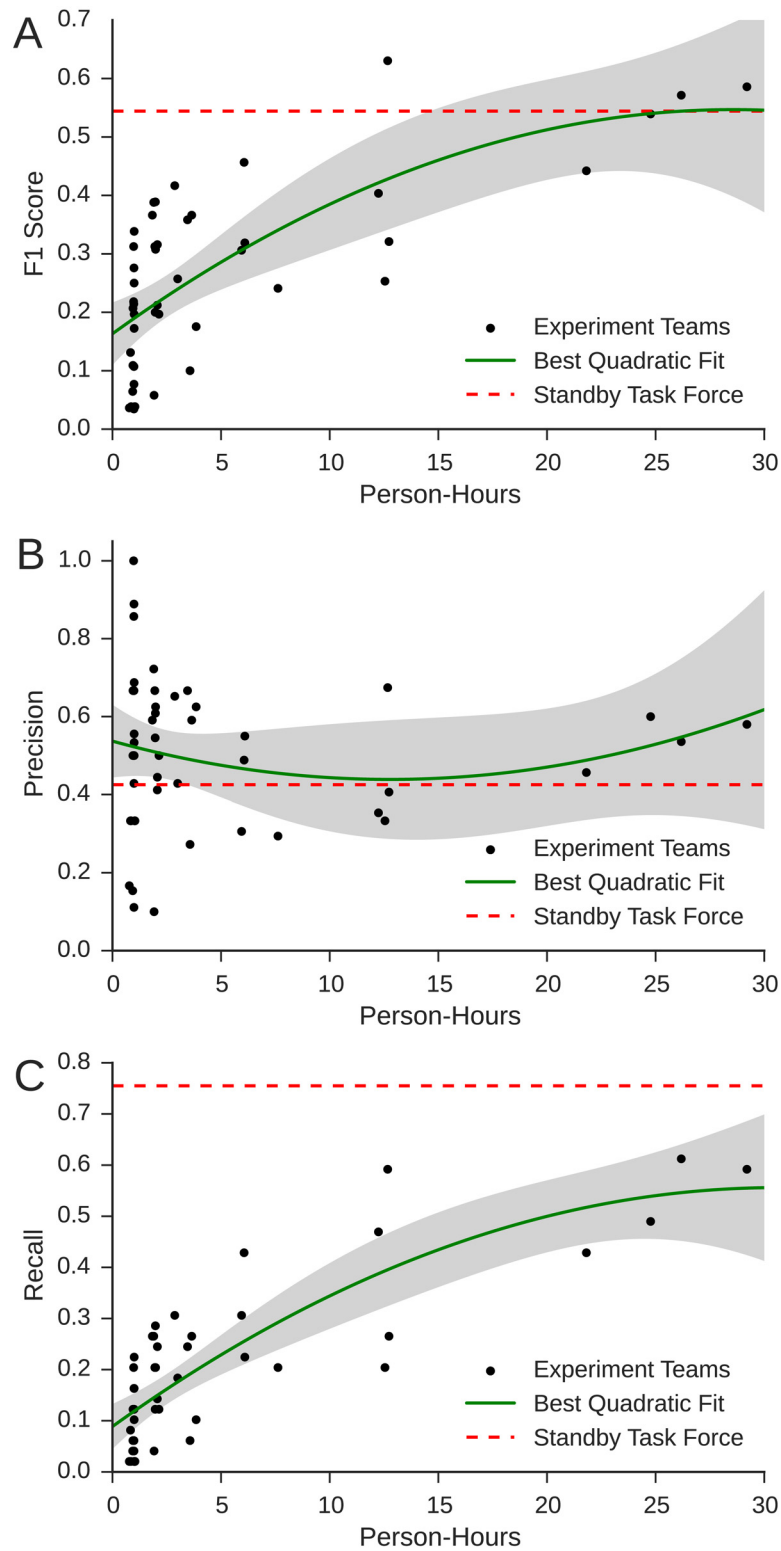 A
0.7
0.6
0.5
0.4
0.3
0.2
0.1
0.0
F1 Score
Experiment Teams
Best Quadratic Fit
Standby Task Force
0 5 10 15 20 25 30
Person-Hours
B
1.0
0.8
0.6
0.4
0.2
0.0
Precision
Experiment Teams
Best Quadratic Fit
Standby Task Force
0 5 10 15 20 25 30
Person-Hours
C
0.8
0.7
0.6
0.5
0.4
0.3
0.2
0.1
0.0
Recall
Experiment Teams
Best Quadratic Fit
Standby Task Force
0 5 10 15 20 25 30
Person-Hours